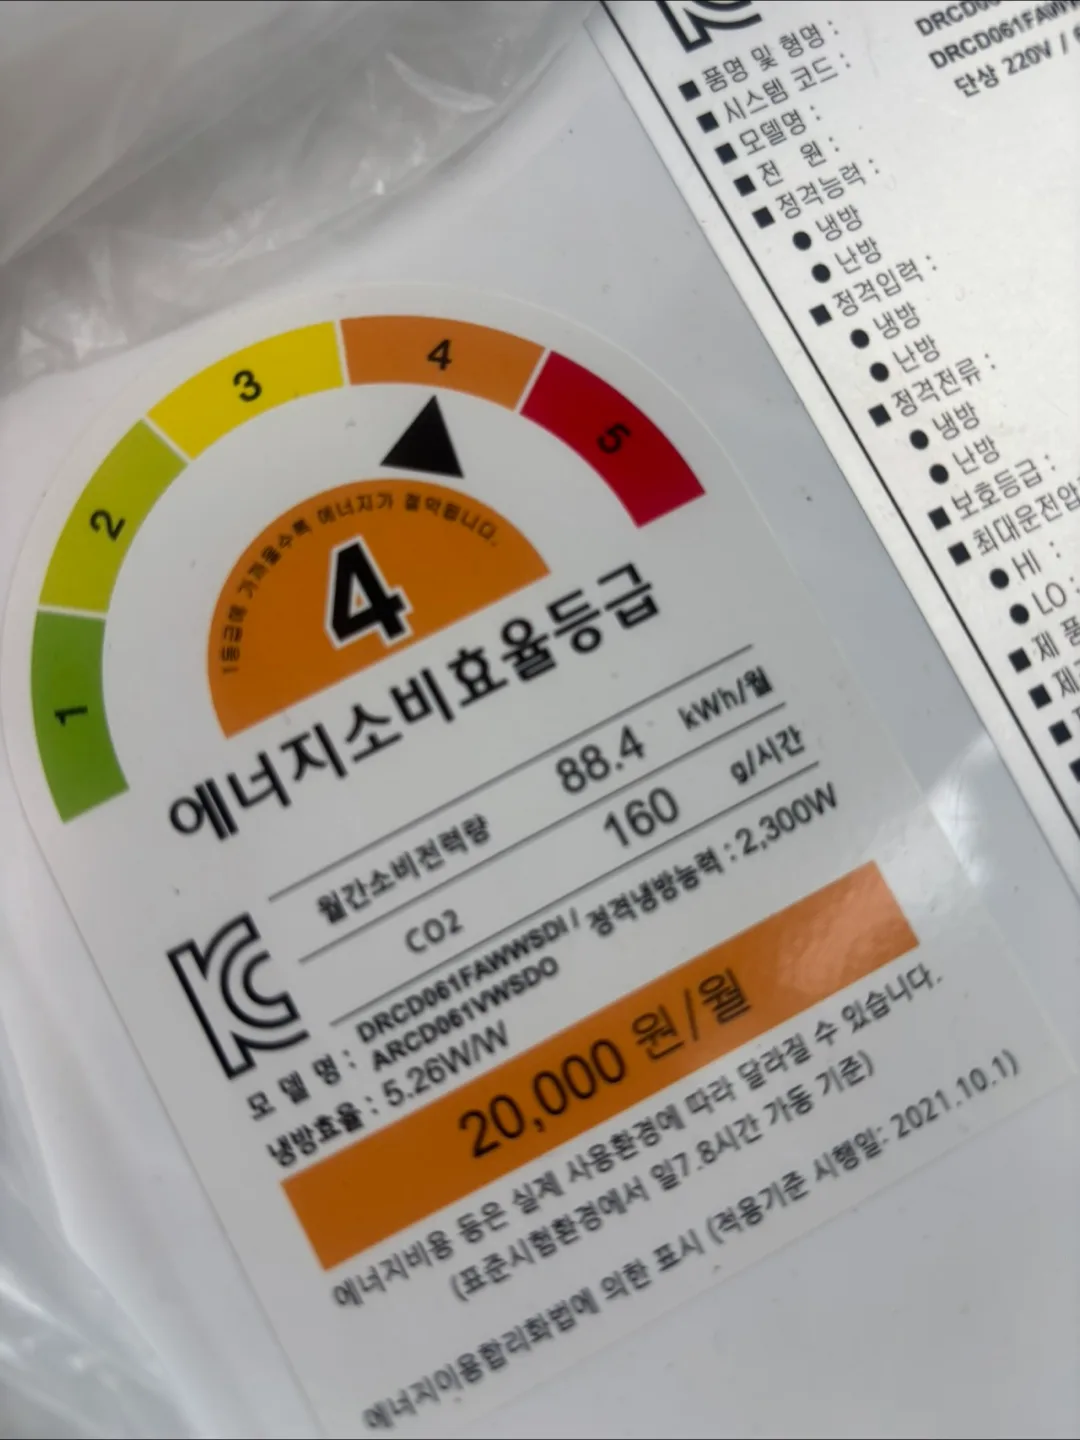 1
2
3
4
5
1등급에 가까울수록 에너지가 절약됩니다.
4
에너지소비효율등급
월간소비전력량 88.4 kWh/월
CO2 160 g/시간
모 델 명 : DRCD061FAWWSDI / 정격냉방능력 : 2,300W
ARCD061VWSDO
냉방효율 : 5.26W/W
20,000 원/월
에너지비용 등은 실제 사용환경에 따라 달라질 수 있습니다.
(표준시험환경에서 일7.8시간 가동 기준)
에너지이용합리화법에 의한 표시 (적용기준 시행일: 2021.10.1)
■ 품명 및 형명 :
■ 시스템 코드 :
■ 모델명 :
■ 전 원 :
■ 정격능력 :
● 냉방
● 난방
■ 정격입력 :
● 냉방
● 난방
■ 정격전류 :
● 냉방
● 난방
■ 보호등급 :
■ 최대운전압
● HI :
● LO :
■ 제 품
■ 제
DRCD061FAWW
단상 220V /